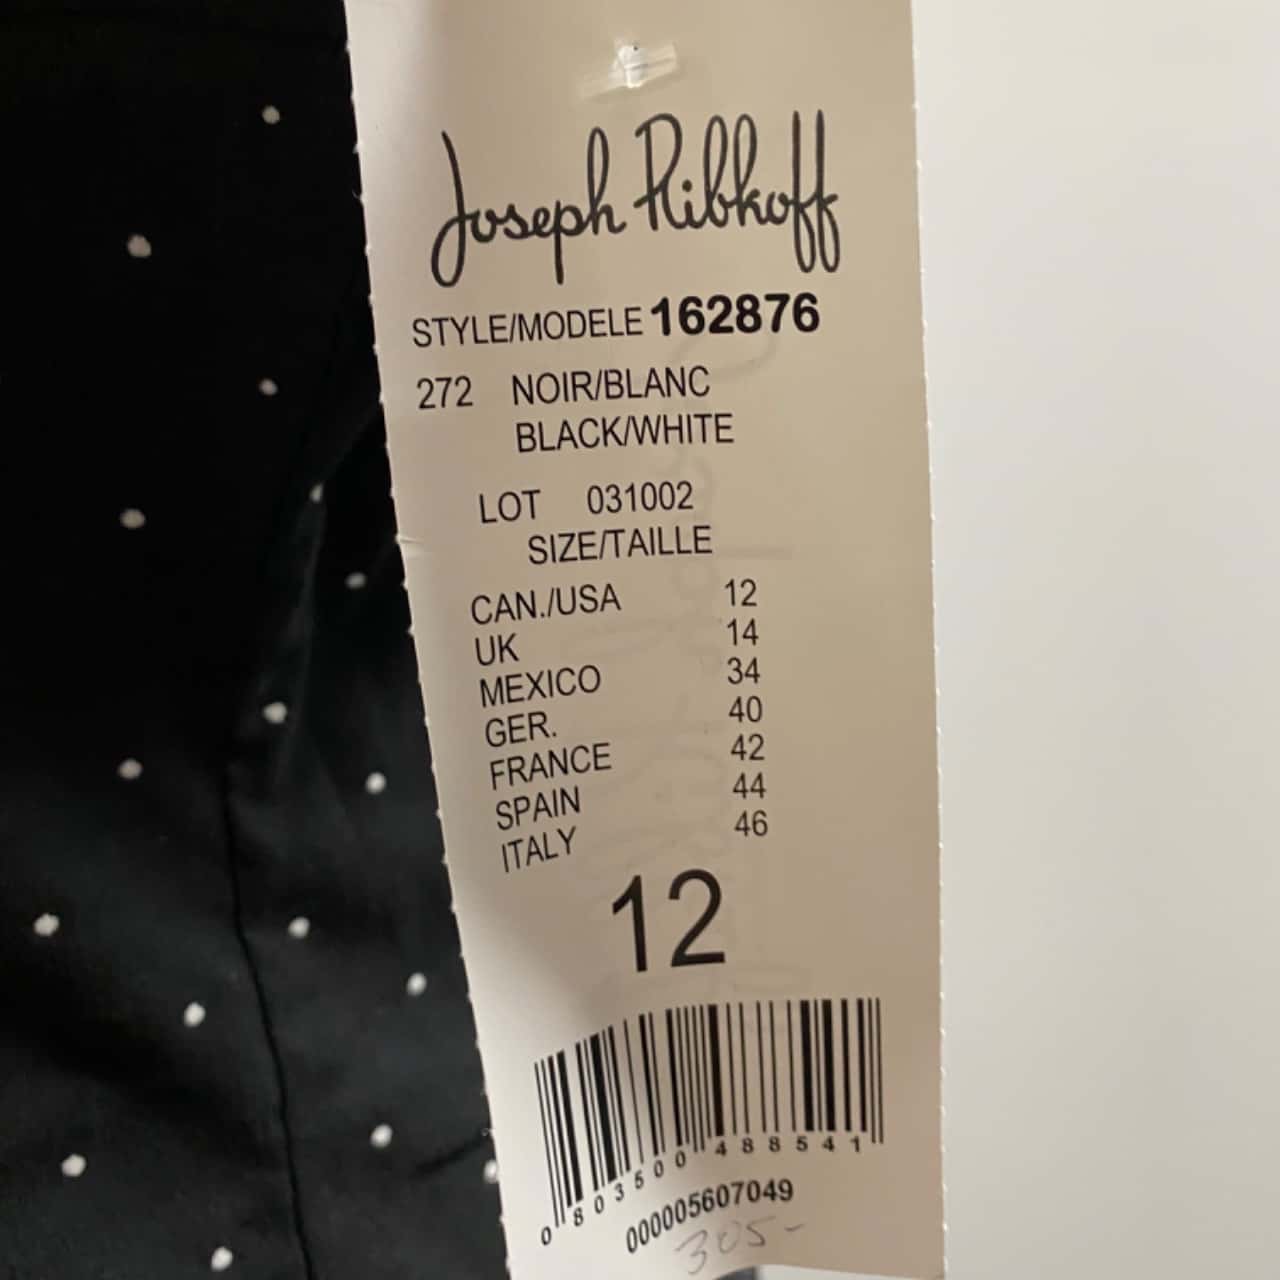 Joseph Ribkoff
STYLE/MODELE 162876
272 NOIR/BLANC
BLACK/WHITE
LOT 031002
SIZE/TAILLE
CAN./USA 12
UK 14
MEXICO 34
GER. 40
FRANCE 42
SPAIN 44
ITALY 46
12
0 803500 488541
000005607049
305-